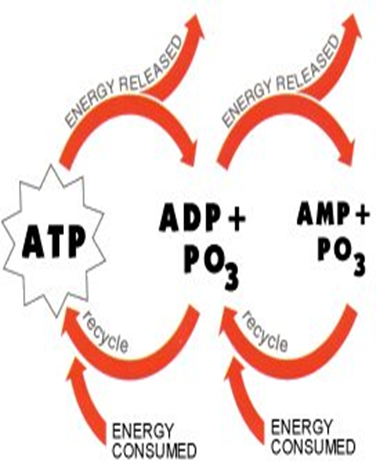 ENERGY RELEASED
ENERGY RELEASED
ATP
ADP +
PO3
AMP +
PO3
recycle
recycle
ENERGY
CONSUMED
ENERGY
CONSUMED